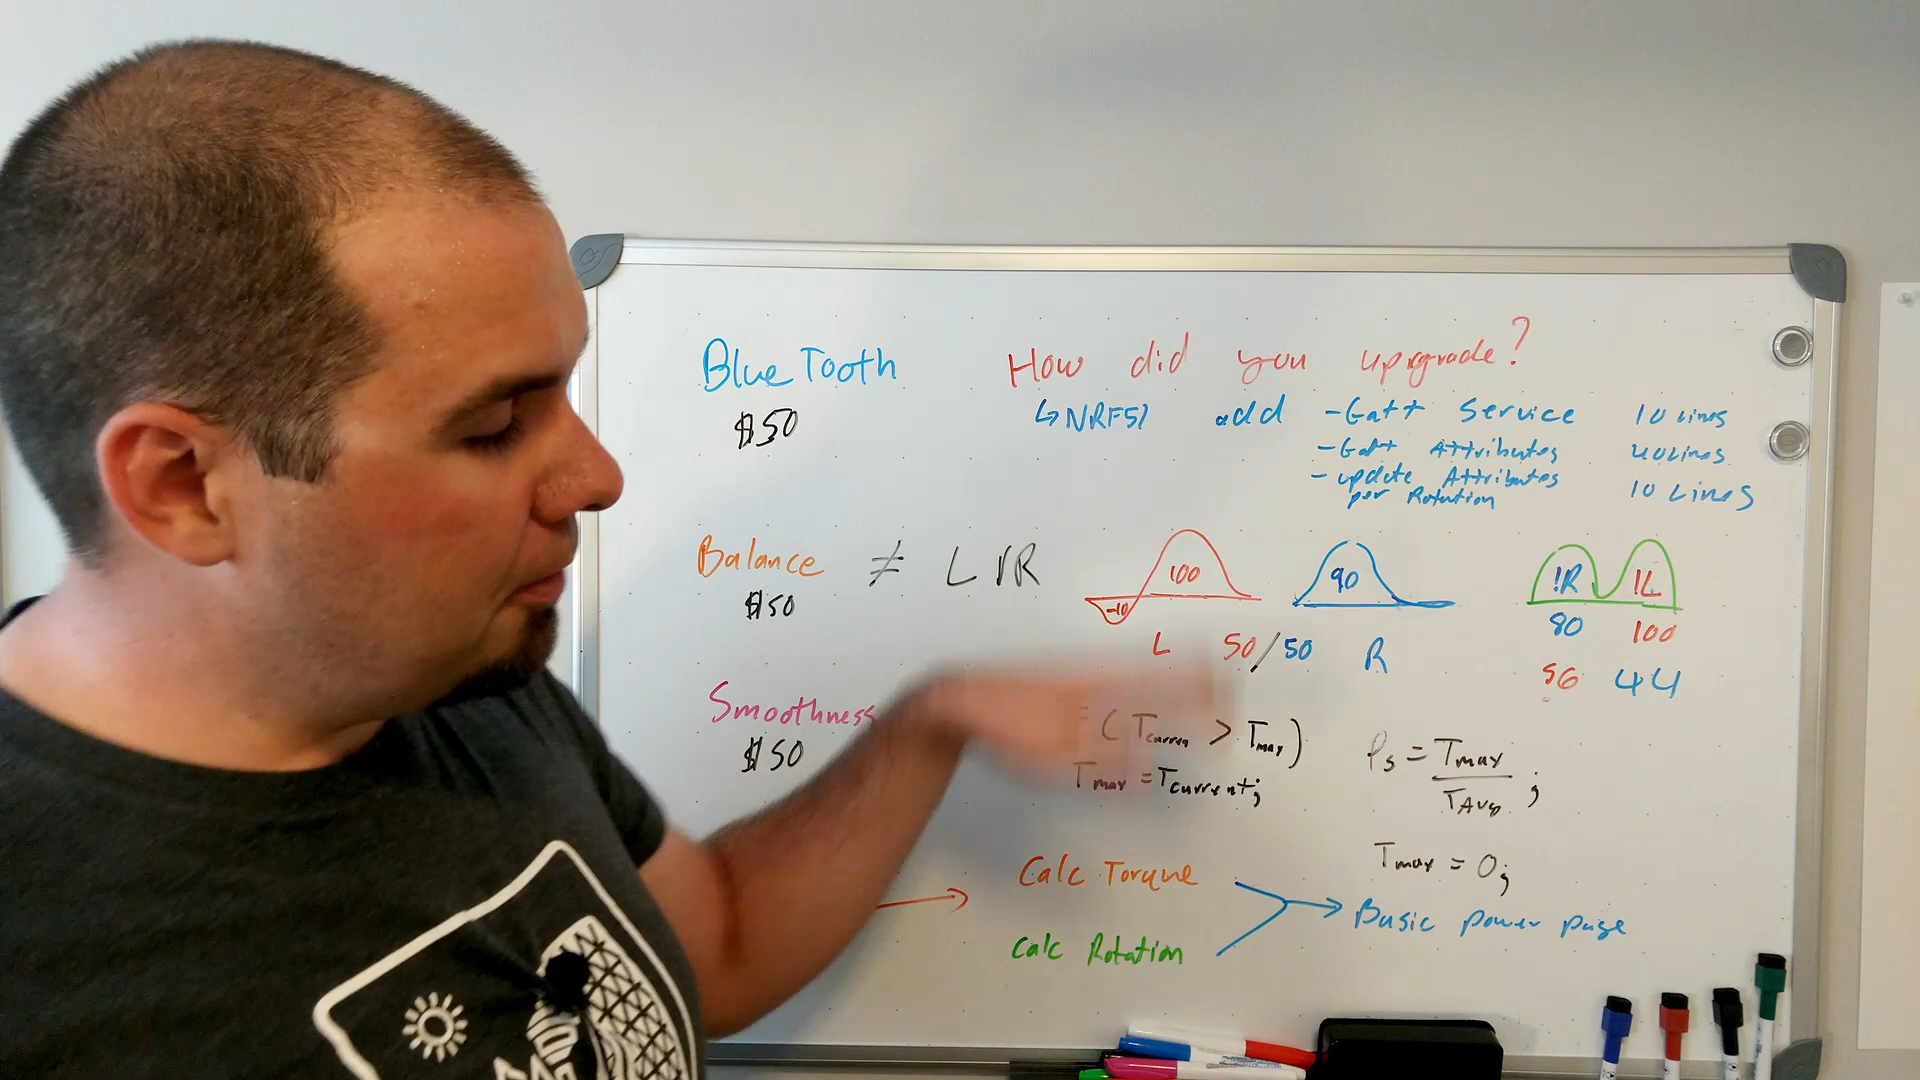 Blue Tooth
$50
How did you upgrade?
↳NRF51 add - Gatt Service 10 Lines
- Gatt Attributes 40 Lines
- update Attributes 10 Lines
per Rotation
Balance ≠ L/R
$50
100
-10
90
!R !L
80 100
L 50/50 R
56 44
Smoothness
$50
(Tcurren > Tmax)
Tmax = Tcurrent;
Ps = Tmax
TAvg ;
Tmax = 0;
Calc Torque
Calc Rotation
Basic power page